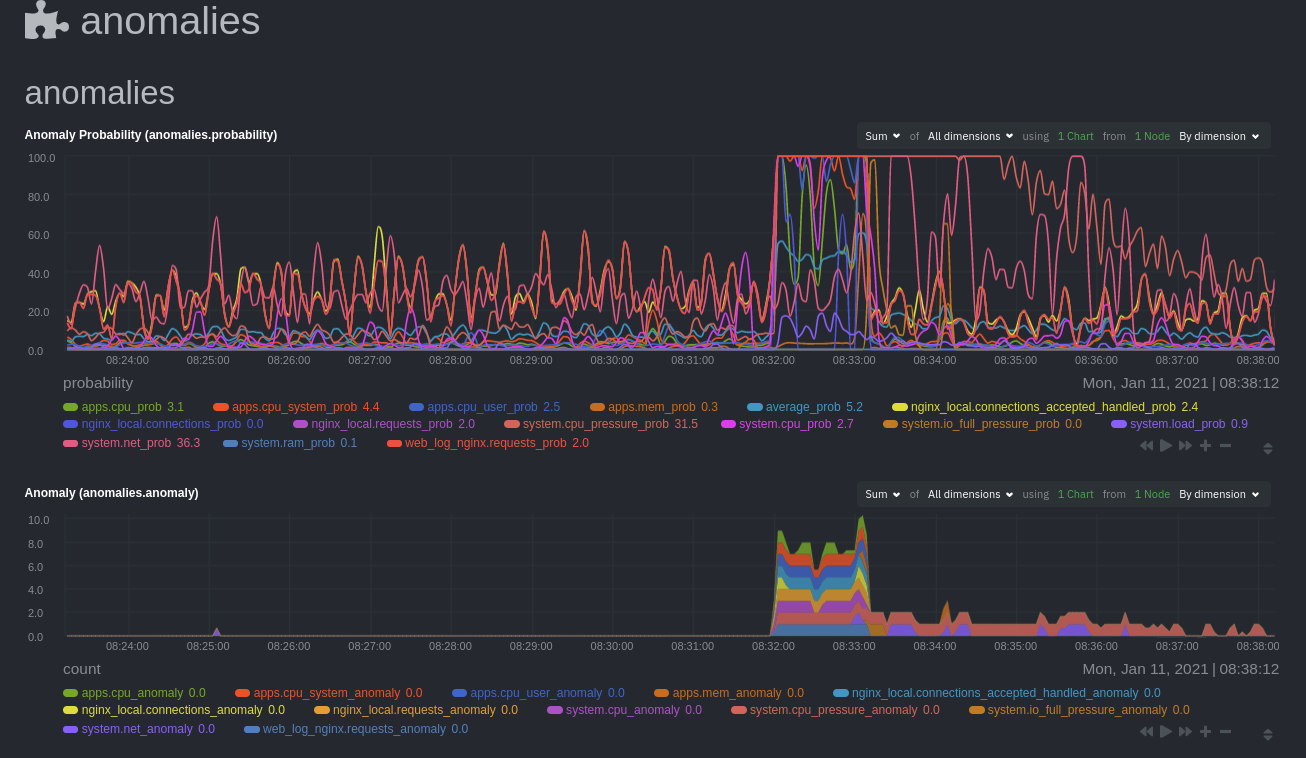 anomalies
anomalies
Anomaly Probability (anomalies.probability)
Sum of All dimensions using 1 Chart from 1 Node By dimension
100.0
80.0
60.0
40.0
20.0
0.0
08:24:00 08:25:00 08:26:00 08:27:00 08:28:00 08:29:00 08:30:00 08:31:00 08:32:00 08:33:00 08:34:00 08:35:00 08:36:00 08:37:00 08:38:00
probability Mon, Jan 11, 2021 | 08:38:12
apps.cpu_prob 3.1 apps.cpu_system_prob 4.4 apps.cpu_user_prob 2.5 apps.mem_prob 0.3 average_prob 5.2 nginx_local.connections_accepted_handled_prob 2.4
nginx_local.connections_prob 0.0 nginx_local.requests_prob 2.0 system.cpu_pressure_prob 31.5 system.cpu_prob 2.7 system.io_full_pressure_prob 0.0 system.load_prob 0.9
system.net_prob 36.3 system.ram_prob 0.1 web_log_nginx.requests_prob 2.0
Anomaly (anomalies.anomaly)
Sum of All dimensions using 1 Chart from 1 Node By dimension
10.0
8.0
6.0
4.0
2.0
0.0
08:24:00 08:25:00 08:26:00 08:27:00 08:28:00 08:29:00 08:30:00 08:31:00 08:32:00 08:33:00 08:34:00 08:35:00 08:36:00 08:37:00 08:38:00
count Mon, Jan 11, 2021 | 08:38:12
apps.cpu_anomaly 0.0 apps.cpu_system_anomaly 0.0 apps.cpu_user_anomaly 0.0 apps.mem_anomaly 0.0 nginx_local.connections_accepted_handled_anomaly 0.0
nginx_local.connections_anomaly 0.0 nginx_local.requests_anomaly 0.0 system.cpu_anomaly 0.0 system.cpu_pressure_anomaly 0.0 system.io_full_pressure_anomaly 0.0
system.net_anomaly 0.0 web_log_nginx.requests_anomaly 0.0